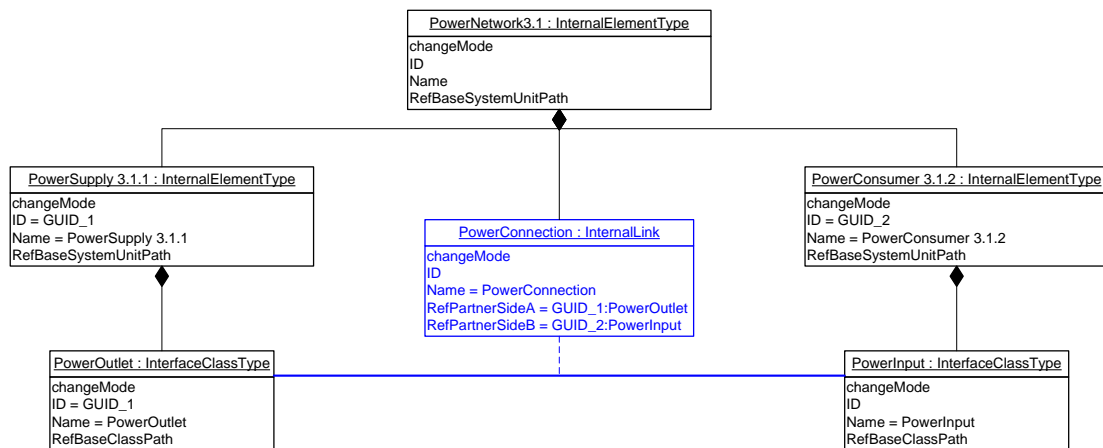 PowerNetwork3.1 : InternalElementType
changeMode
ID
Name
RefBaseSystemUnitPath
PowerSupply 3.1.1 : InternalElementType
changeMode
ID = GUID_1
Name = PowerSupply 3.1.1
RefBaseSystemUnitPath
PowerConnection : InternalLink
changeMode
ID
Name = PowerConnection
RefPartnerSideA = GUID_1:PowerOutlet
RefPartnerSideB = GUID_2:PowerInput
PowerConsumer 3.1.2 : InternalElementType
changeMode
ID = GUID_2
Name = PowerConsumer 3.1.2
RefBaseSystemUnitPath
PowerOutlet : InterfaceClassType
changeMode
ID = GUID_1
Name = PowerOutlet
RefBaseClassPath
PowerInput : InterfaceClassType
changeMode
ID
Name = PowerInput
RefBaseClassPath